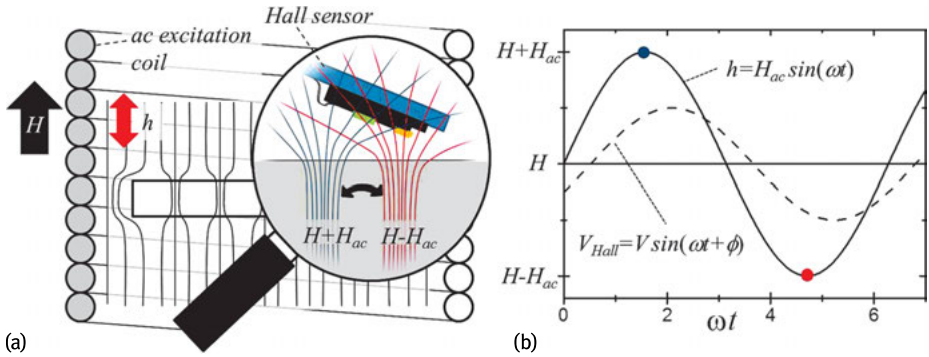 Hall sensor
ac excitation
coil
H
h
H+Hac
H-Hac
(a)
H+Hac
H
H-Hac
h=Hac sin(ωt)
VHall=V sin(ωt+ϕ)
0
2
4
6
ωt
(b)